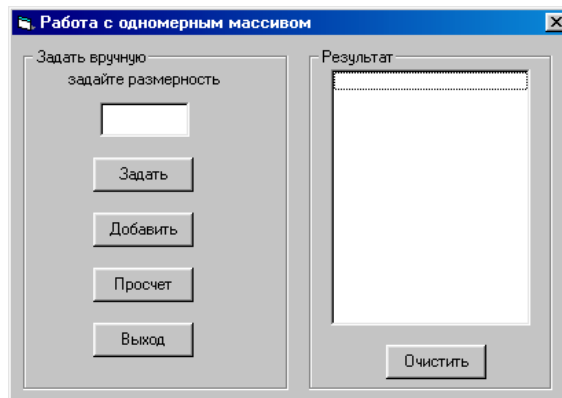 Работа с одномерным массивом
Задать вручную
задайте размерность
Задать
Добавить
Просчет
Выход
Результат
Очистить